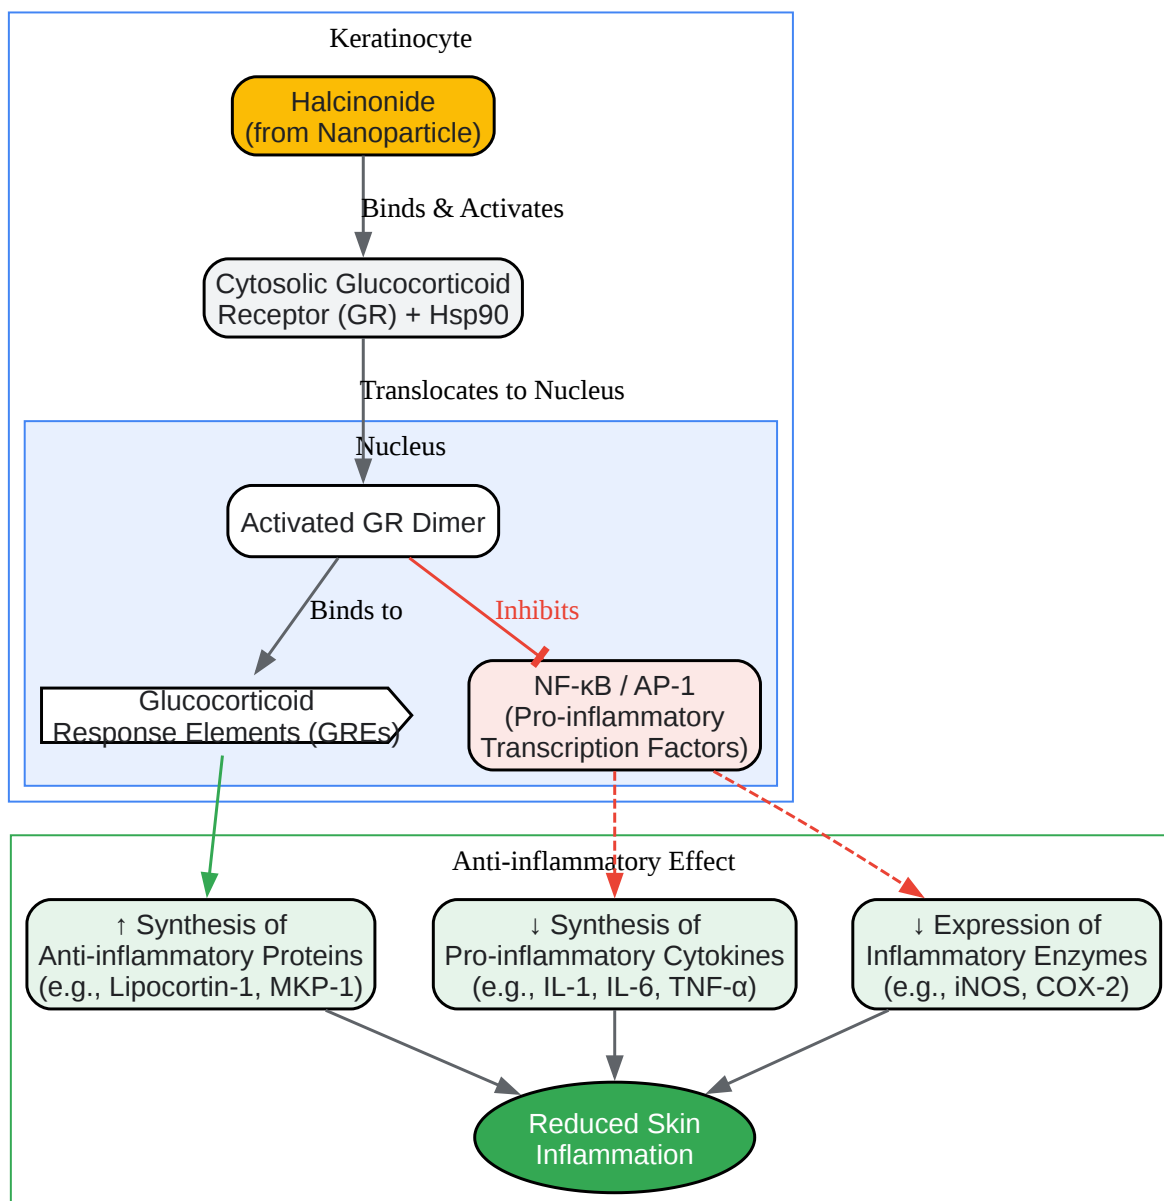 Keratinocyte
Halcinonide
(from Nanoparticle)
Binds & Activates
Cytosolic Glucocorticoid
Receptor (GR) + Hsp90
Translocates to Nucleus
Nucleus
Activated GR Dimer
Binds to
Inhibits
Glucocorticoid
Response Elements (GREs)
NF-κB / AP-1
(Pro-inflammatory
Transcription Factors)
Anti-inflammatory Effect
↑ Synthesis of
Anti-inflammatory Proteins
(e.g., Lipocortin-1, MKP-1)
↓ Synthesis of
Pro-inflammatory Cytokines
(e.g., IL-1, IL-6, TNF-α)
↓ Expression of
Inflammatory Enzymes
(e.g., iNOS, COX-2)
Reduced Skin
Inflammation